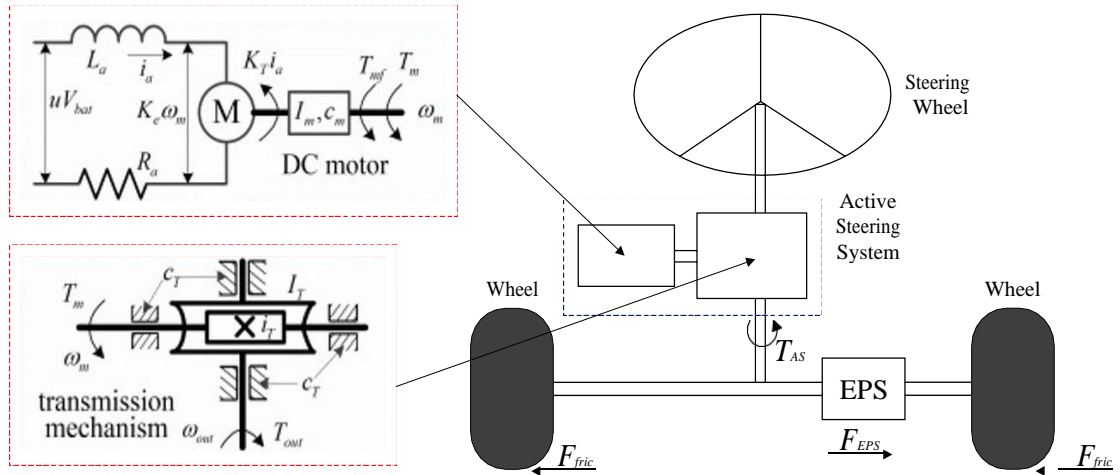 L_a
i_a
uV_bat
K_e ω_m
R_a
M
K_T i_a
I_m, c_m
T_mf
T_m
ω_m
DC motor
Steering
Wheel
Active
Steering
System
c_T
T_m
I_T
i_T
ω_m
c_T
transmission
mechanism
ω_out
T_out
Wheel
Wheel
T_AS
EPS
F_EPS
F_fric
F_fric